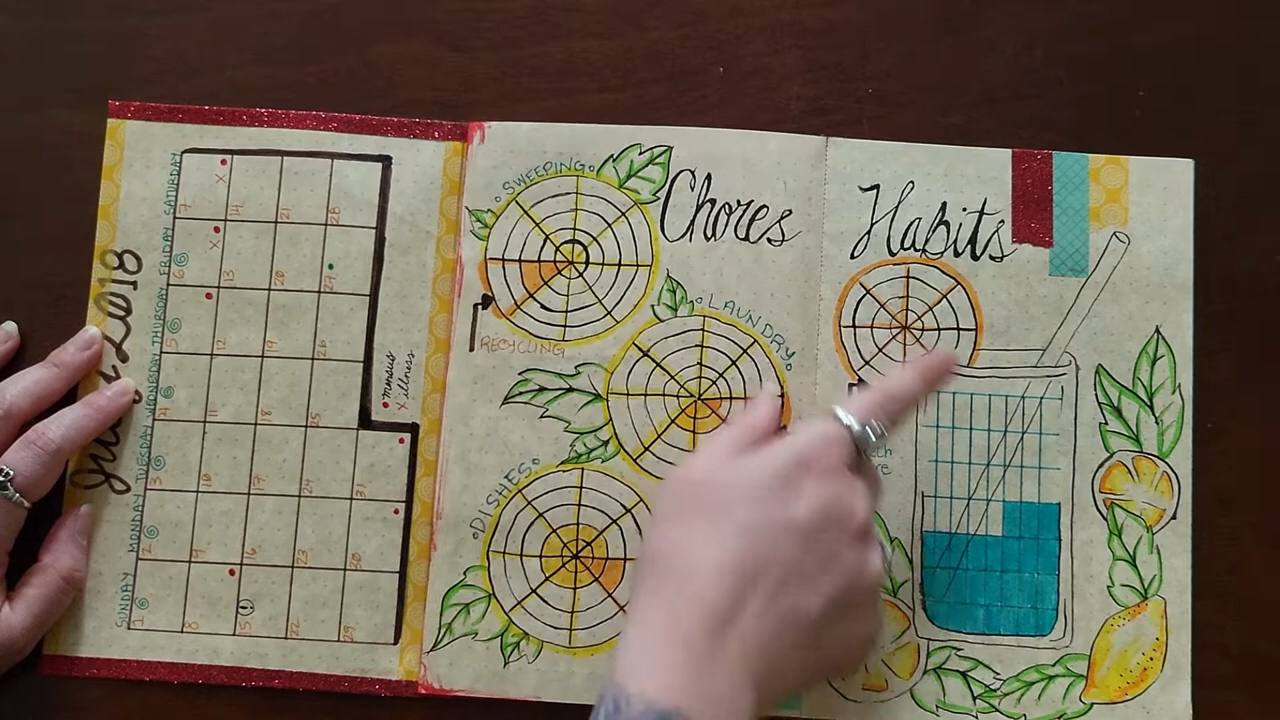 July 2018
SUNDAY MONDAY TUESDAY WEDNESDAY THURSDAY FRIDAY SATURDAY
1 2 3 4 5 6 7
8 9 10 11 12 13 14
15 16 17 18 19 20 21
22 23 24 25 26 27 28
29 30 31
mensus
x illness
Chores
SWEEPING
RECYCLING
LAUNDRY
DISHES
Habits